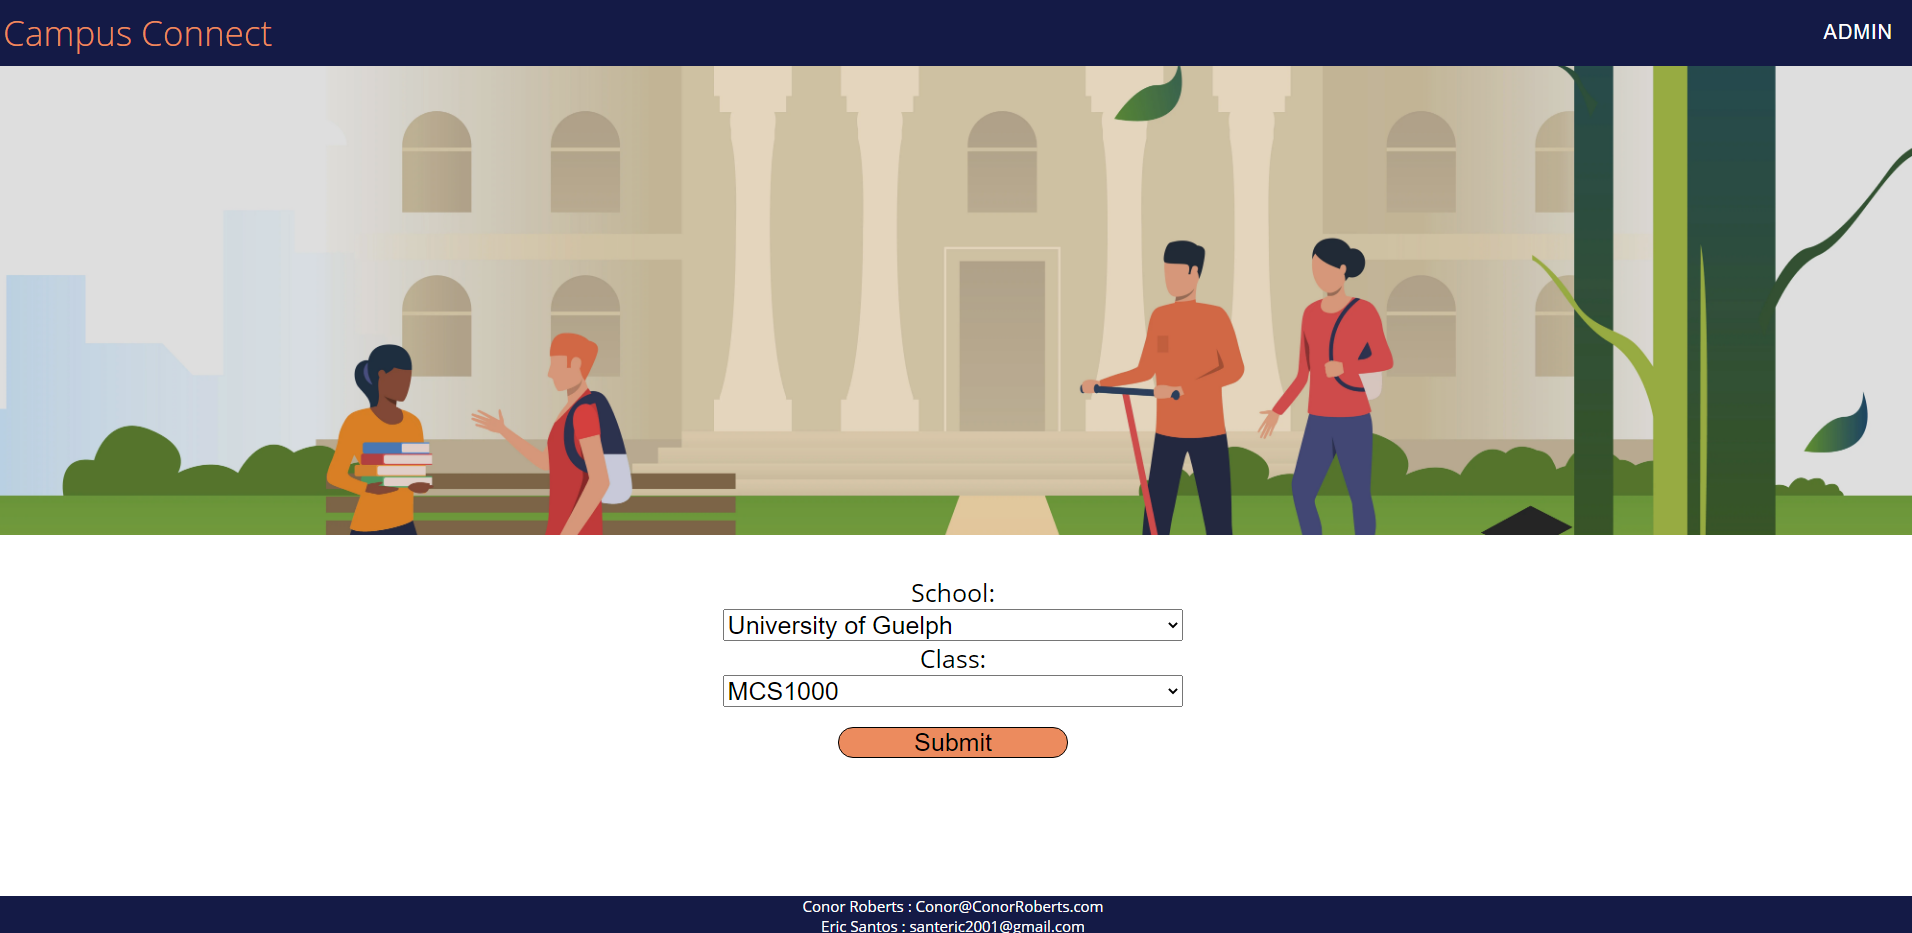 Campus Connect
ADMIN
School:
University of Guelph
Class:
MCS1000
Submit
Conor Roberts : Conor@ConorRoberts.com
Eric Santos : santeric2001@gmail.com